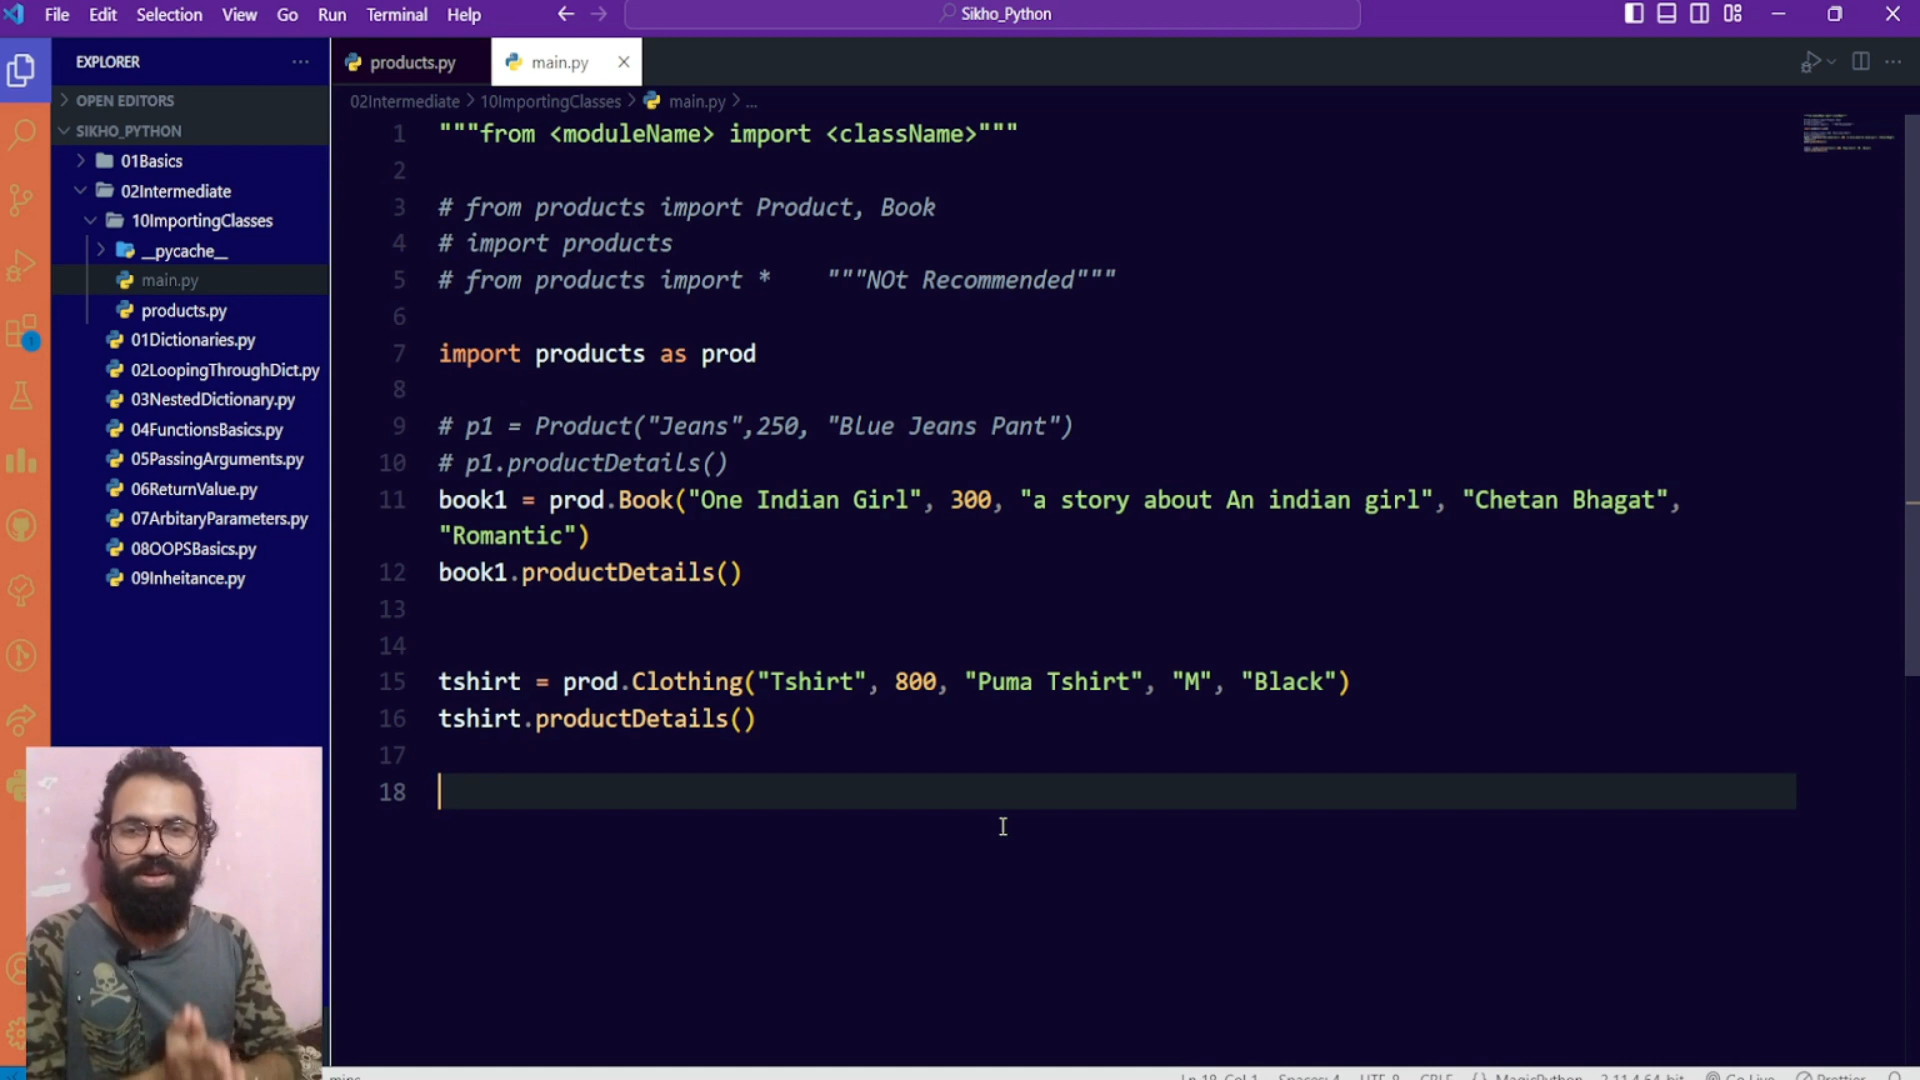 File Edit Selection View Go Run Terminal Help
Sikho_Python
EXPLORER
OPEN EDITORS
SIKHO_PYTHON
01Basics
02Intermediate
10ImportingClasses
__pycache__
main.py
products.py
01Dictionaries.py
02LoopingThroughDict.py
03NestedDictionary.py
04FunctionsBasics.py
05PassingArguments.py
06ReturnValue.py
07ArbitaryParameters.py
08OOPSBasics.py
09Inheitance.py
1
products.py main.py
02Intermediate > 10ImportingClasses > main.py > ...
1 """from <moduleName> import <className>"""
2
3 # from products import Product, Book
4 # import products
5 # from products import * """NOt Recommended"""
6
7 import products as prod
8
9 # p1 = Product("Jeans",250, "Blue Jeans Pant")
10 # p1.productDetails()
11 book1 = prod.Book("One Indian Girl", 300, "a story about An indian girl", "Chetan Bhagat",
"Romantic")
12 book1.productDetails()
13
14
15 tshirt = prod.Clothing("Tshirt", 800, "Puma Tshirt", "M", "Black")
16 tshirt.productDetails()
17
18